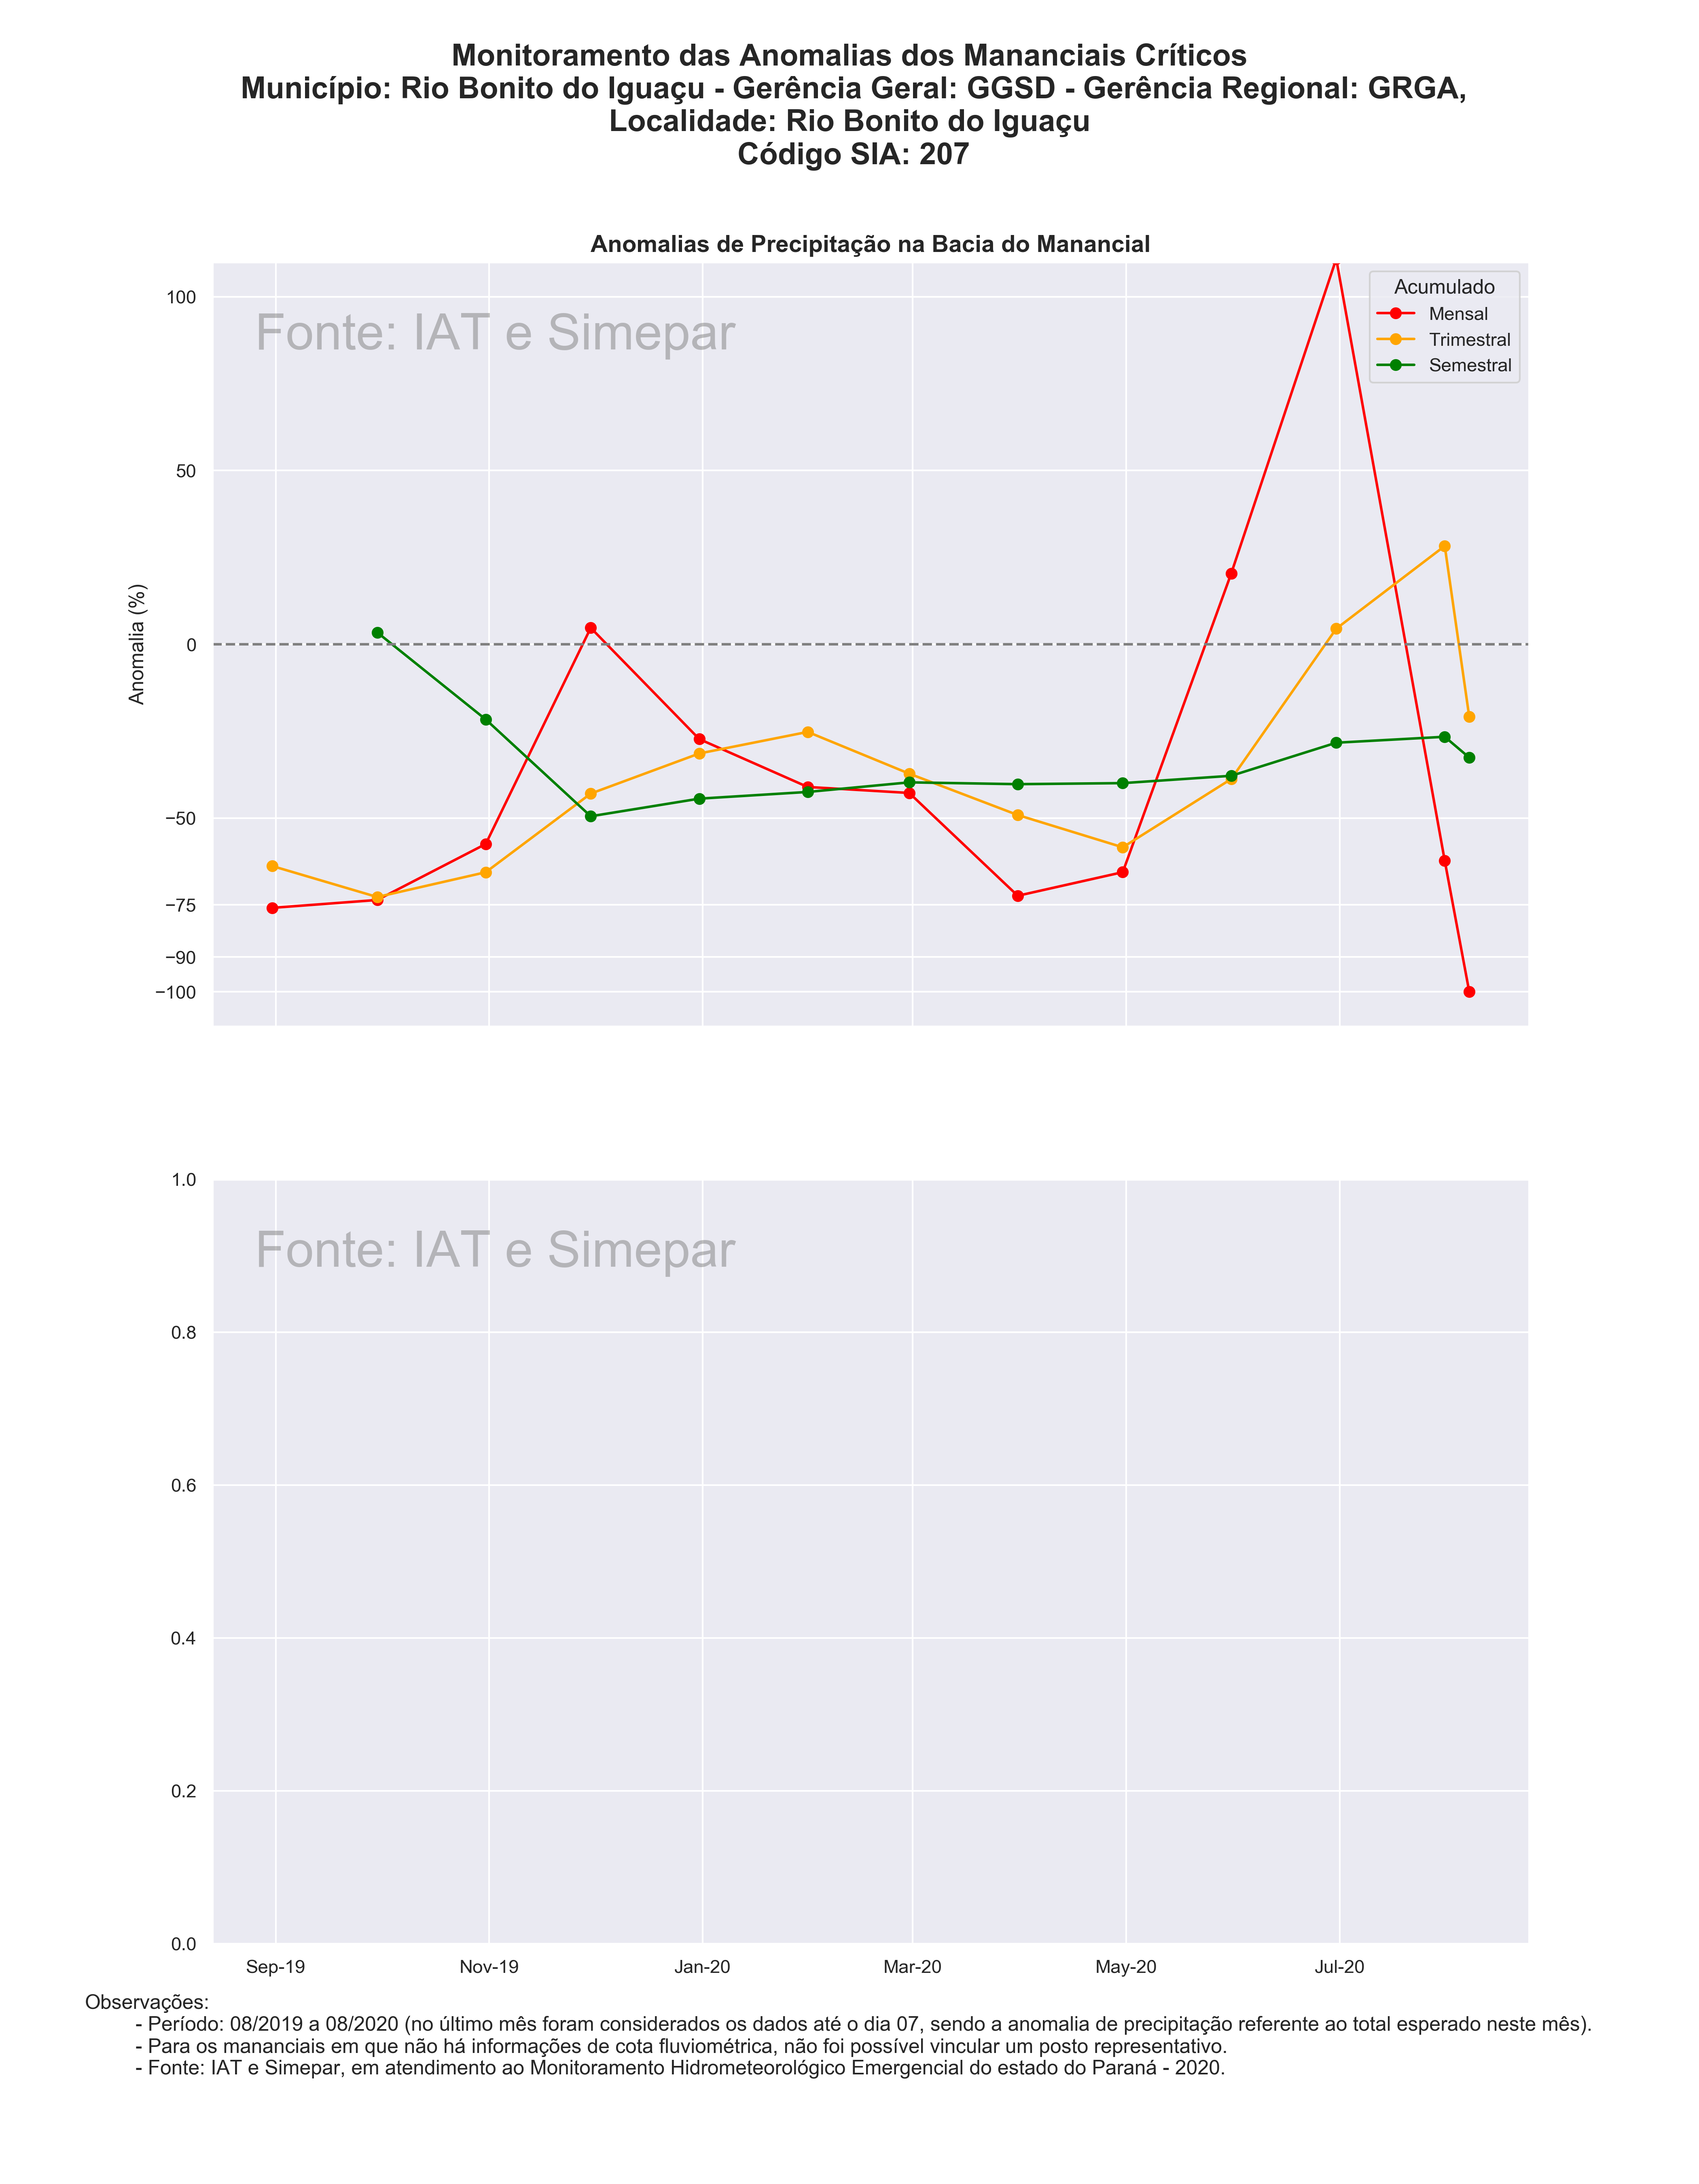 Monitoramento das Anomalias dos Mananciais Críticos
Município: Rio Bonito do Iguaçu - Gerência Geral: GGSD - Gerência Regional: GRGA,
Localidade: Rio Bonito do Iguaçu
Código SIA: 207
Anomalias de Precipitação na Bacia do Manancial
Fonte: IAT e Simepar
Acumulado
Mensal
Trimestral
Semestral
Anomalia (%)
100
50
0
−50
−75
−90
−100
Fonte: IAT e Simepar
1.0
0.8
0.6
0.4
0.2
0.0
Sep-19 Nov-19 Jan-20 Mar-20 May-20 Jul-20
Observações:
- Período: 08/2019 a 08/2020 (no último mês foram considerados os dados até o dia 07, sendo a anomalia de precipitação referente ao total esperado neste mês).
- Para os mananciais em que não há informações de cota fluviométrica, não foi possível vincular um posto representativo.
- Fonte: IAT e Simepar, em atendimento ao Monitoramento Hidrometeorológico Emergencial do estado do Paraná - 2020.